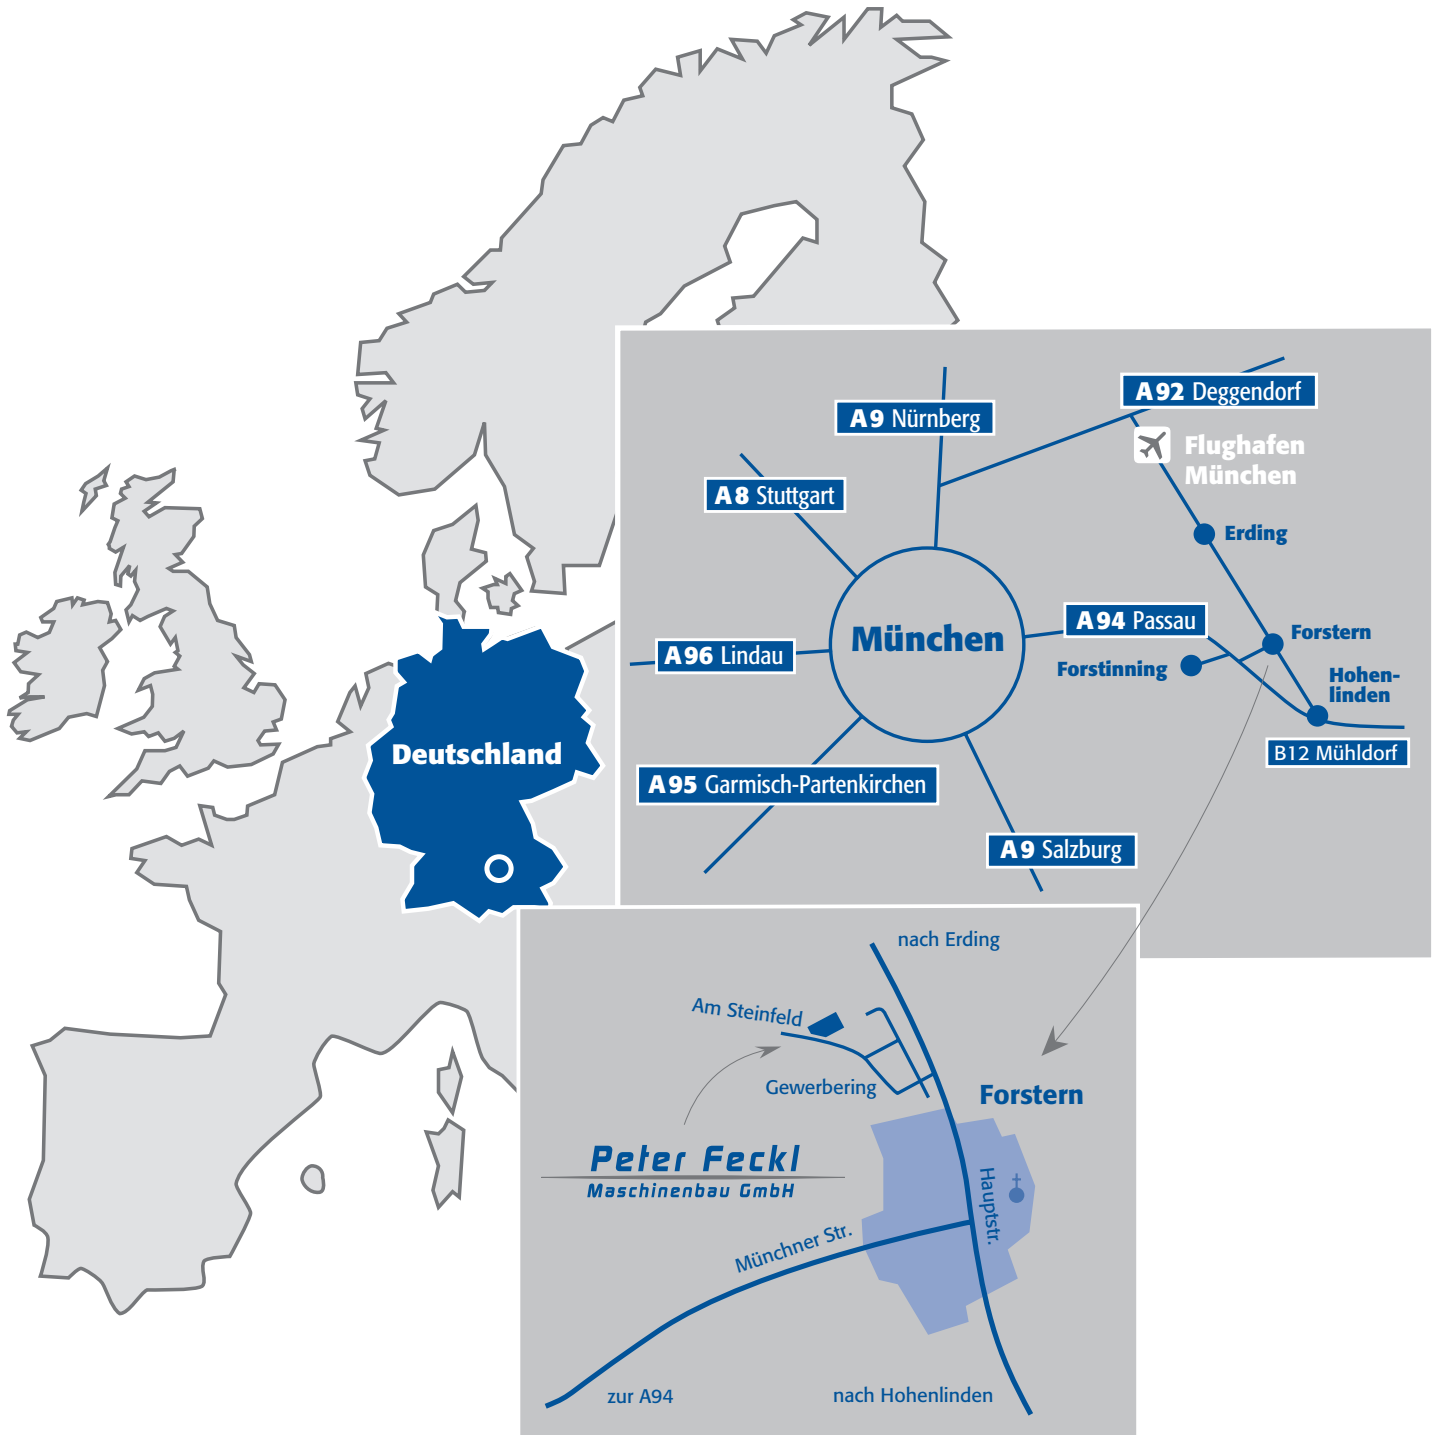 A92 Deggendorf
A9 Nürnberg
Flughafen
München
A8 Stuttgart
Erding
A94 Passau
Forstern
München
A96 Lindau
Forstinning
Hohen-
linden
Deutschland
B12 Mühldorf
A95 Garmisch-Partenkirchen
A9 Salzburg
nach Erding
Am Steinfeld
Gewerbering
Forstern
Peter Feckl
Maschinenbau GmbH
Hauptstr.
Münchner Str.
zur A94
nach Hohenlinden